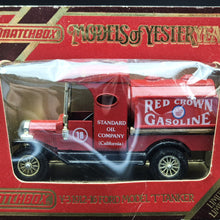 MATCHBOX
MODELS of YESTERYEAR
STANDARD
OIL
COMPANY
(California)
18
RED CROWN
GASOLINE
MATCHBOX